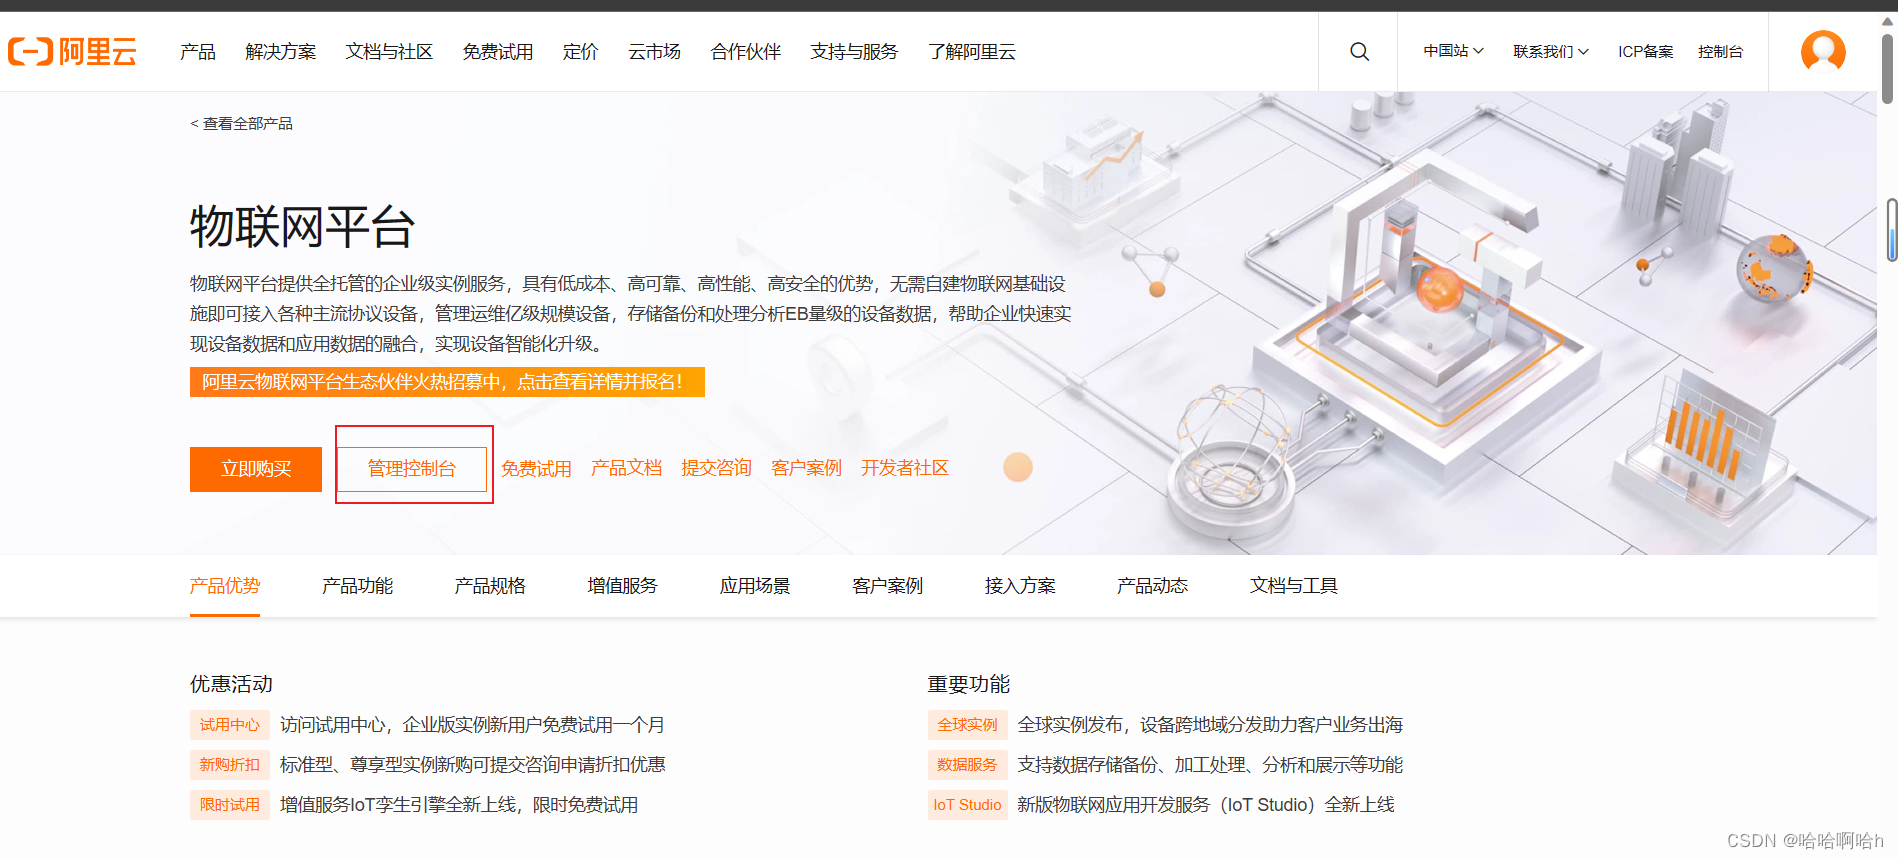 阿里云
产品 解决方案 文档与社区 免费试用 定价 云市场 合作伙伴 支持与服务 了解阿里云
中国站 联系我们 ICP备案 控制台
< 查看全部产品
物联网平台
物联网平台提供全托管的企业级实例服务，具有低成本、高可靠、高性能、高安全的优势，无需自建物联网基础设
施即可接入各种主流协议设备，管理运维亿级规模设备，存储备份和处理分析EB量级的设备数据，帮助企业快速实
现设备数据和应用数据的融合，实现设备智能化升级。
阿里云物联网平台生态伙伴火热招募中，点击查看详情并报名！
立即购买 管理控制台 免费试用 产品文档 提交咨询 客户案例 开发者社区
产品优势 产品功能 产品规格 增值服务 应用场景 客户案例 接入方案 产品动态 文档与工具
优惠活动
试用中心 访问试用中心，企业版实例新用户免费试用一个月
新购折扣 标准型、尊享型实例新购可提交咨询申请折扣优惠
限时试用 增值服务IoT孪生引擎全新上线，限时免费试用
重要功能
全球实例 全球实例发布，设备跨地域分发助力客户业务出海
数据服务 支持数据存储备份、加工处理、分析和展示等功能
IoT Studio 新版物联网应用开发服务（IoT Studio）全新上线
CSDN @哈哈啊哈h